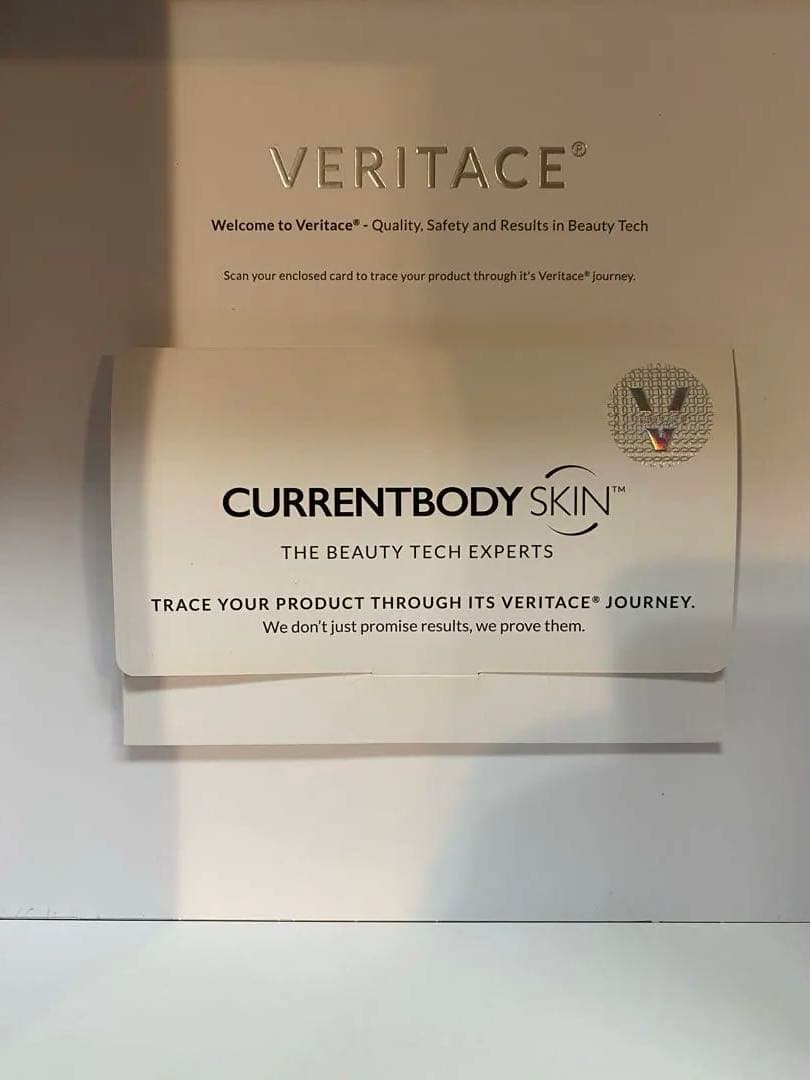 VERITACE®
Welcome to Veritace® - Quality, Safety and Results in Beauty Tech
Scan your enclosed card to trace your product through it's Veritace® journey.
V
V
CURRENTBODY SKIN™
THE BEAUTY TECH EXPERTS
TRACE YOUR PRODUCT THROUGH ITS VERITACE® JOURNEY.
We don't just promise results, we prove them.